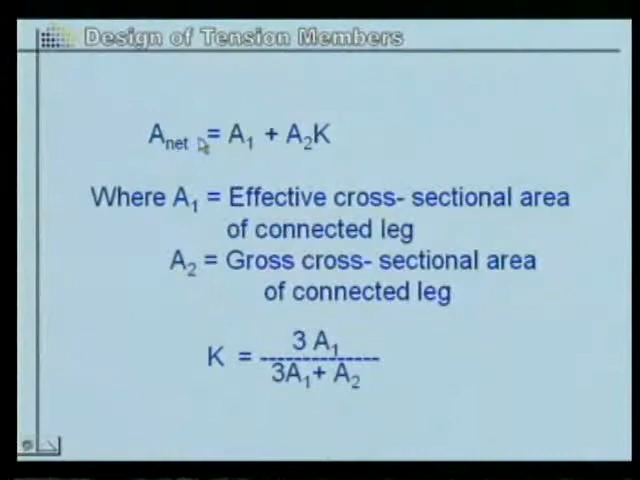 Design of Tension Members
Anet = A1 + A2K
Where A1 = Effective cross- sectional area
of connected leg
A2 = Gross cross- sectional area
of connected leg
K = 3 A1
3A1+ A2